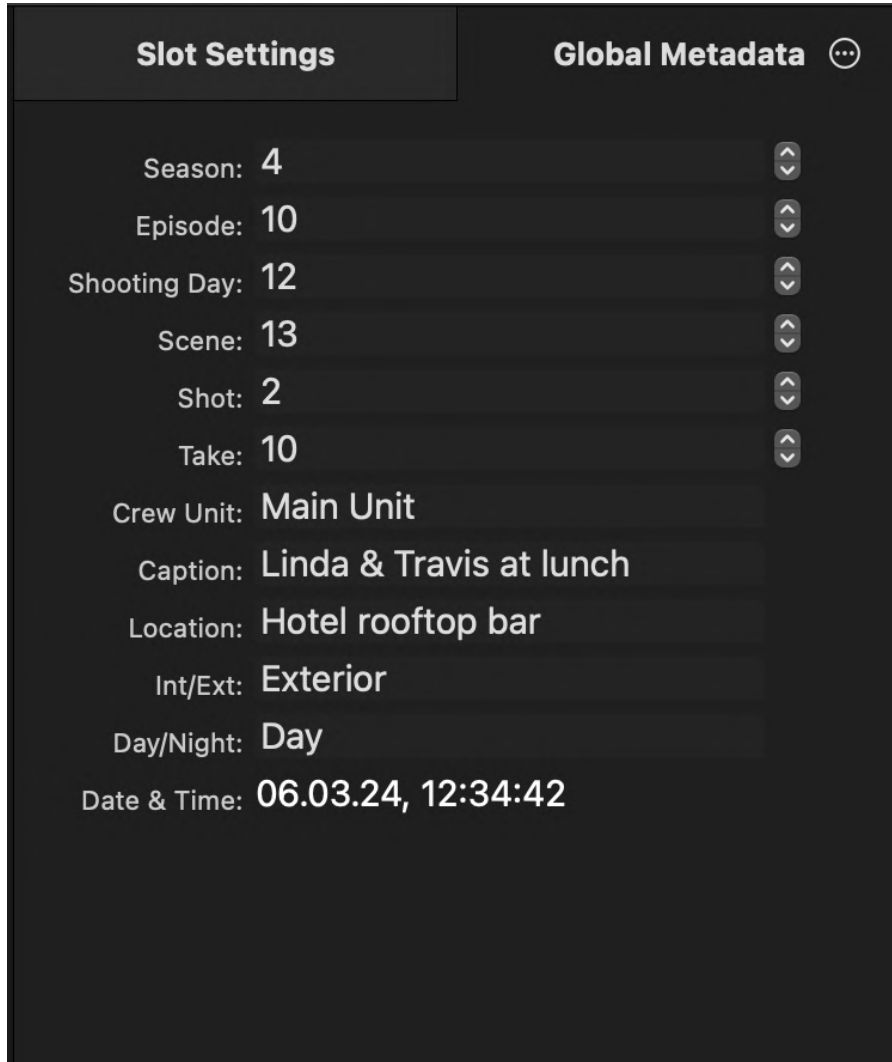 Slot Settings Global Metadata
Season: 4
Episode: 10
Shooting Day: 12
Scene: 13
Shot: 2
Take: 10
Crew Unit: Main Unit
Caption: Linda & Travis at lunch
Location: Hotel rooftop bar
Int/Ext: Exterior
Day/Night: Day
Date & Time: 06.03.24, 12:34:42